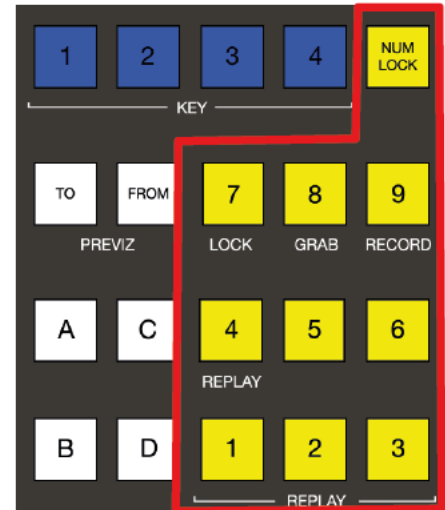 1 2 3 4 NUM LOCK
KEY
TO FROM 7 8 9
PREVIZ LOCK GRAB RECORD
A C 4 5 6
REPLAY
B D 1 2 3
REPLAY